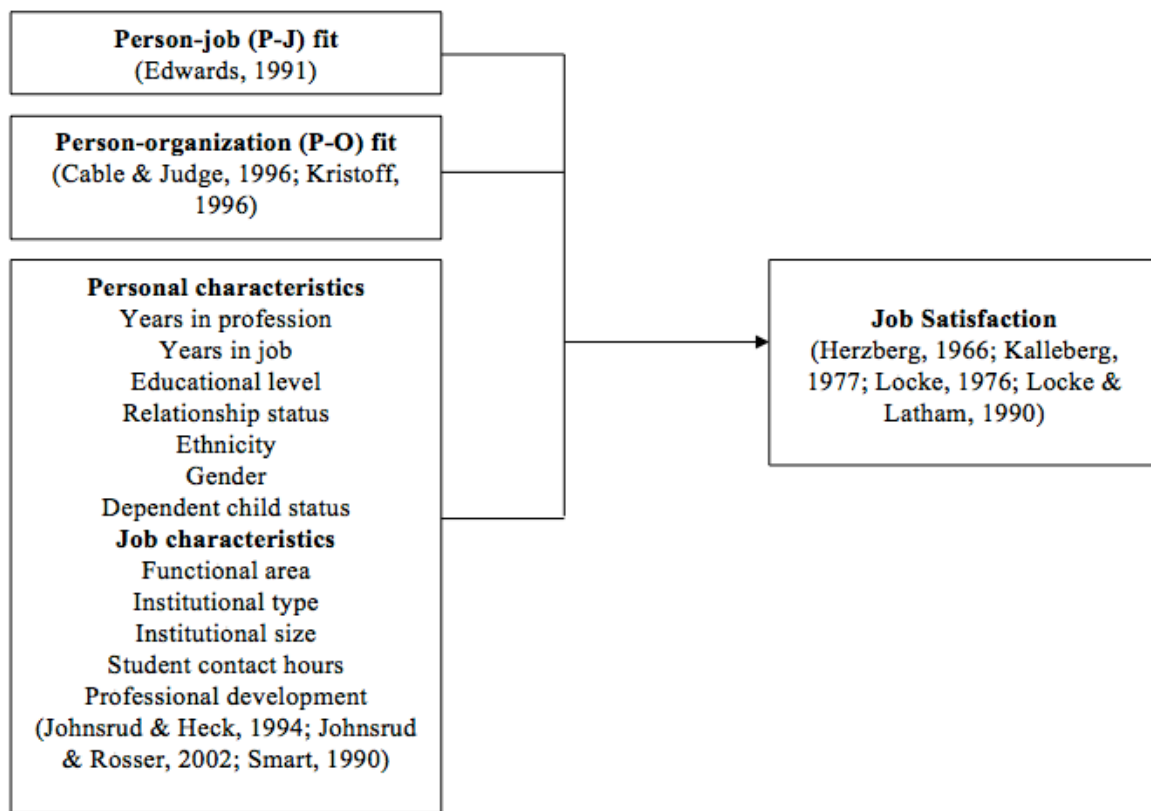 Person-job (P-J) fit
(Edwards, 1991)
Person-organization (P-O) fit
(Cable & Judge, 1996; Kristoff,
1996)
Personal characteristics
Years in profession
Years in job
Educational level
Relationship status
Ethnicity
Gender
Dependent child status
Job characteristics
Functional area
Institutional type
Institutional size
Student contact hours
Professional development
(Johnsrud & Heck, 1994; Johnsrud
& Rosser, 2002; Smart, 1990)
Job Satisfaction
(Herzberg, 1966; Kalleberg,
1977; Locke, 1976; Locke &
Latham, 1990)